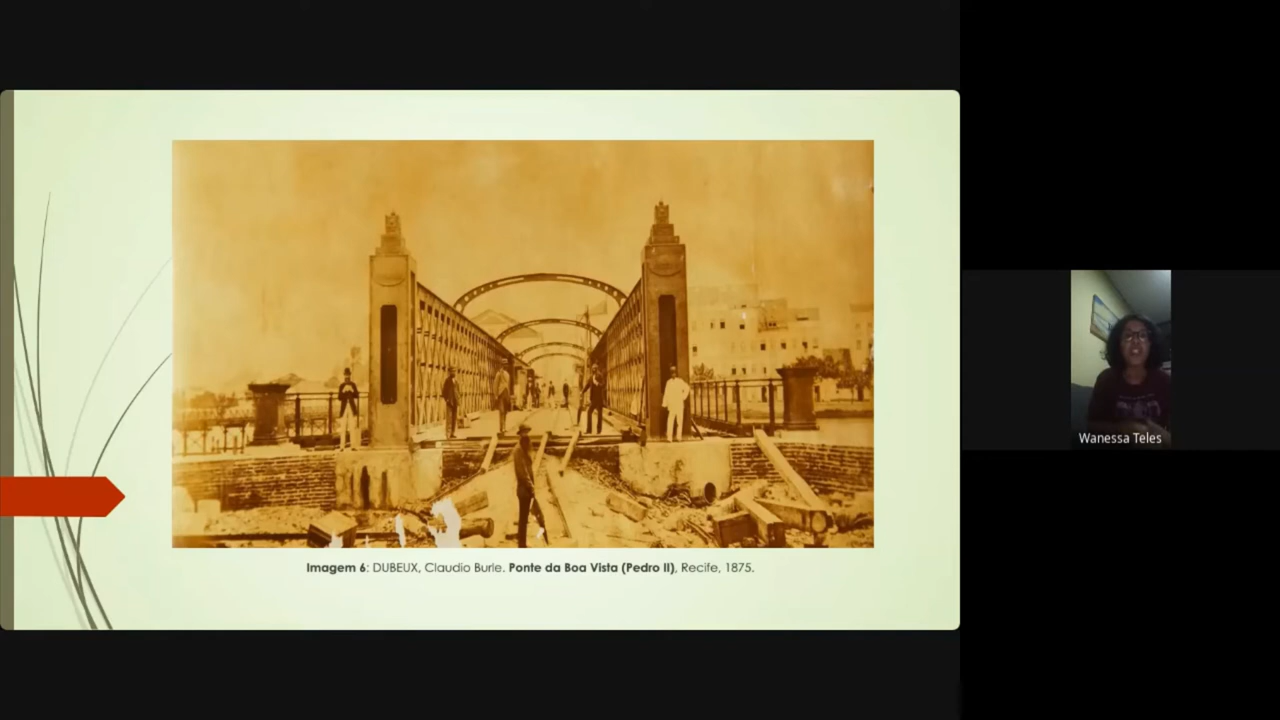 Imagem 6: DUBEUX, Claudio Burle. Ponte da Boa Vista (Pedro II), Recife, 1875.
Wanessa Teles